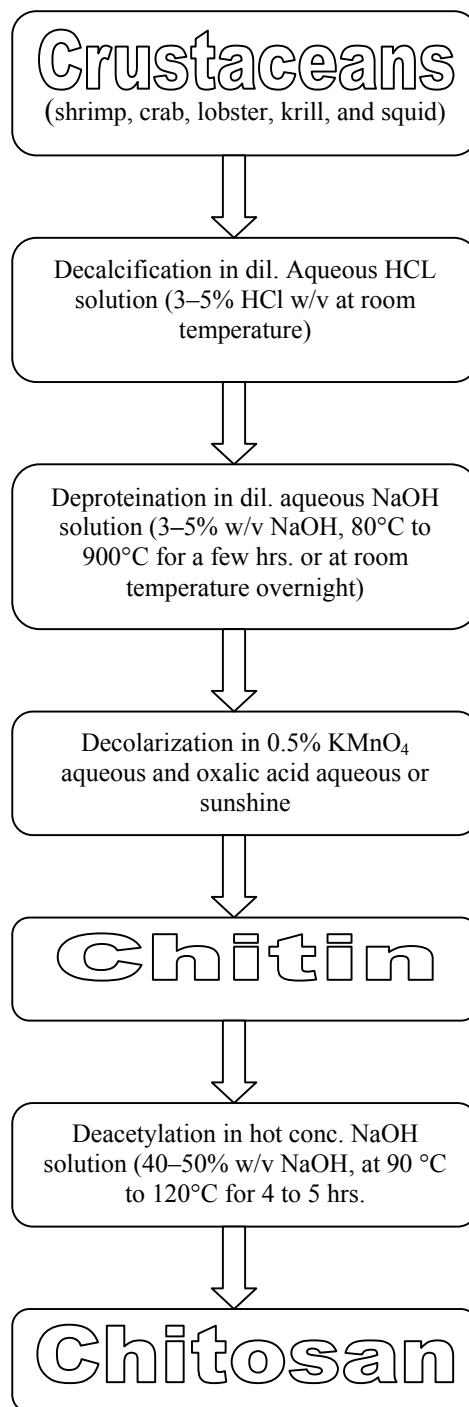 Crustaceans
(shrimp, crab, lobster, krill, and squid)
Decalcification in dil. Aqueous HCL
solution (3–5% HCl w/v at room
temperature)
Deproteination in dil. aqueous NaOH
solution (3–5% w/v NaOH, 80°C to
900°C for a few hrs. or at room
temperature overnight)
Decolarization in 0.5% KMnO₄
aqueous and oxalic acid aqueous or
sunshine
Chitin
Deacetylation in hot conc. NaOH
solution (40–50% w/v NaOH, at 90 °C
to 120°C for 4 to 5 hrs.
Chitosan